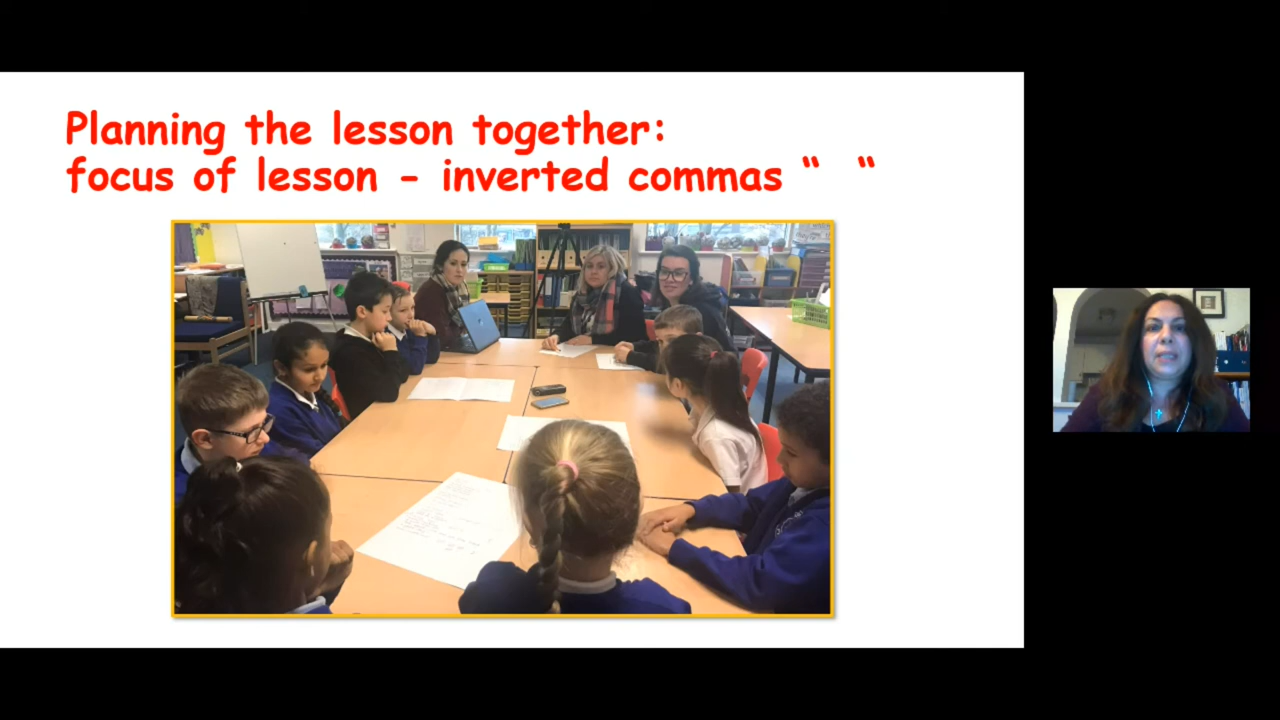 Planning the lesson together:
focus of lesson - inverted commas “ “